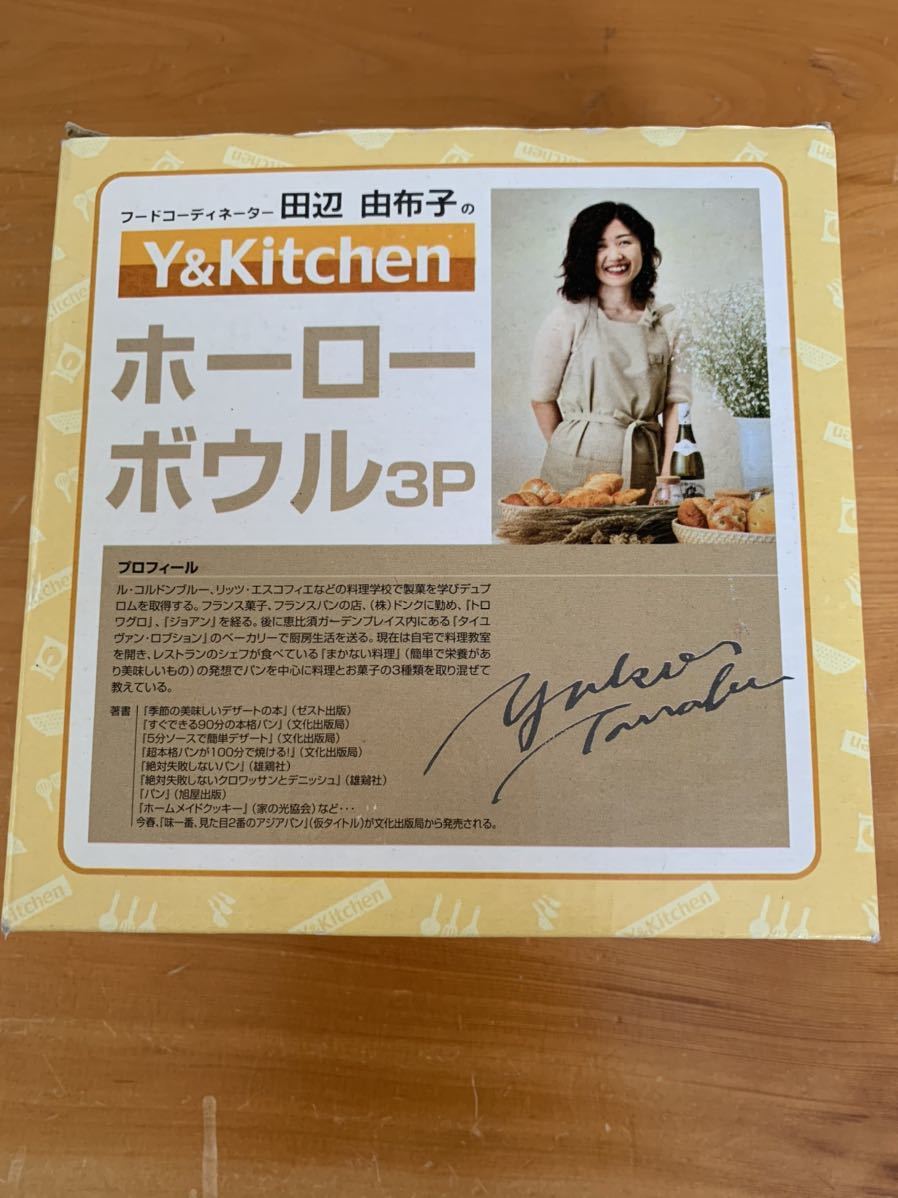 フードコーディネーター 田辺 由布子の
Y&Kitchen
ホーロー
ボウル3P
プロフィール
ル・コルドンブルー、リッツ・エスコフィエなどの料理学校で製菓を学びデュプ
ロムを取得する。フランス菓子、フランスパンの店、(株)ドンクに勤め、『トロ
ワグロ』、『ジョアン』を経る。後に恵比須ガーデンプレイス内、にある『タイユ
ヴァン・ロブション』のベーカリーで厨房生活を送る。現在は自宅で料理教室
を開き、レストランのシェフが食べている『まかない料理』(簡単で栄養があ
り美味しいもの)の発想でパンを中心に料理とお菓子の3種類を取り混ぜて
教えている。
著書 『季節の美味しいデザートの本』(ゼスト出版)
『すぐできる90分の本格パン』(文化出版局)
『5分ソースで簡単デザート』(文化出版局)
『超本格パンが100分で焼ける!』(文化出版局)
『絶対失敗しないパン』(雄鶏社)
『絶対失敗しないクロワッサンとデニッシュ』(雄鶏社)
『パン』(旭屋出版)
『ホームメイドクッキー』(家の光協会)など・・・
今春、『味一番、見た目2番のアジアパン』(仮タイトル)が文化出版局から発売される。
Yuko
Tanabe
Y&Kitchen
Y&Kitchen